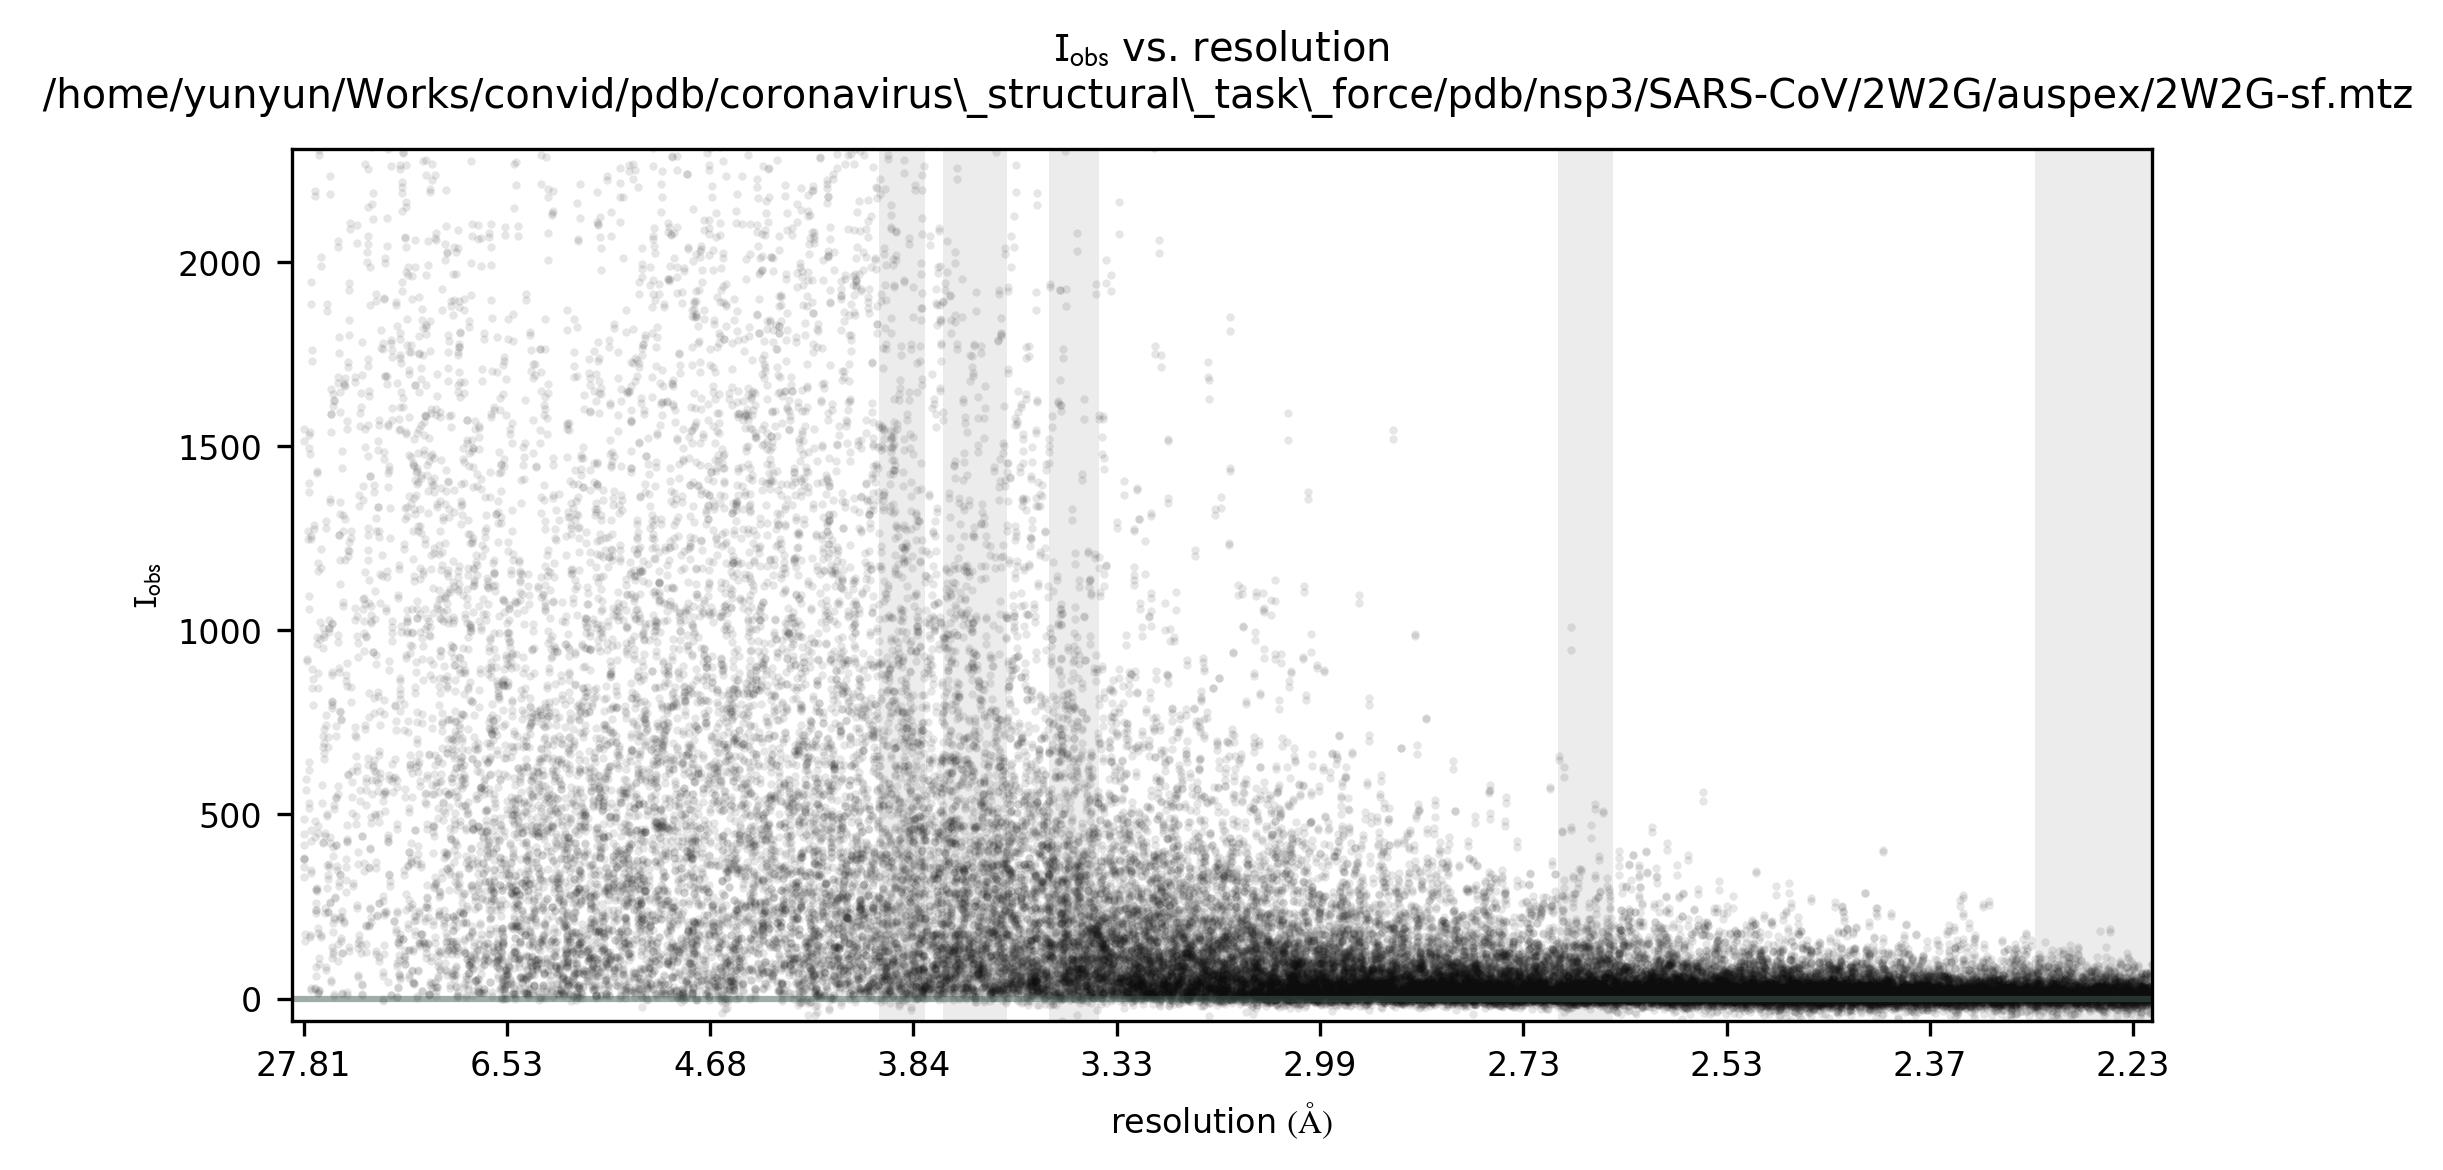 I_obs vs. resolution
/home/yunyun/Works/convid/pdb/coronavirus\_structural\_task\_force/pdb/nsp3/SARS-CoV/2W2G/auspex/2W2G-sf.mtz
2000
1500
1000
500
0
I_obs
27.81 6.53 4.68 3.84 3.33 2.99 2.73 2.53 2.37 2.23
resolution (Å)